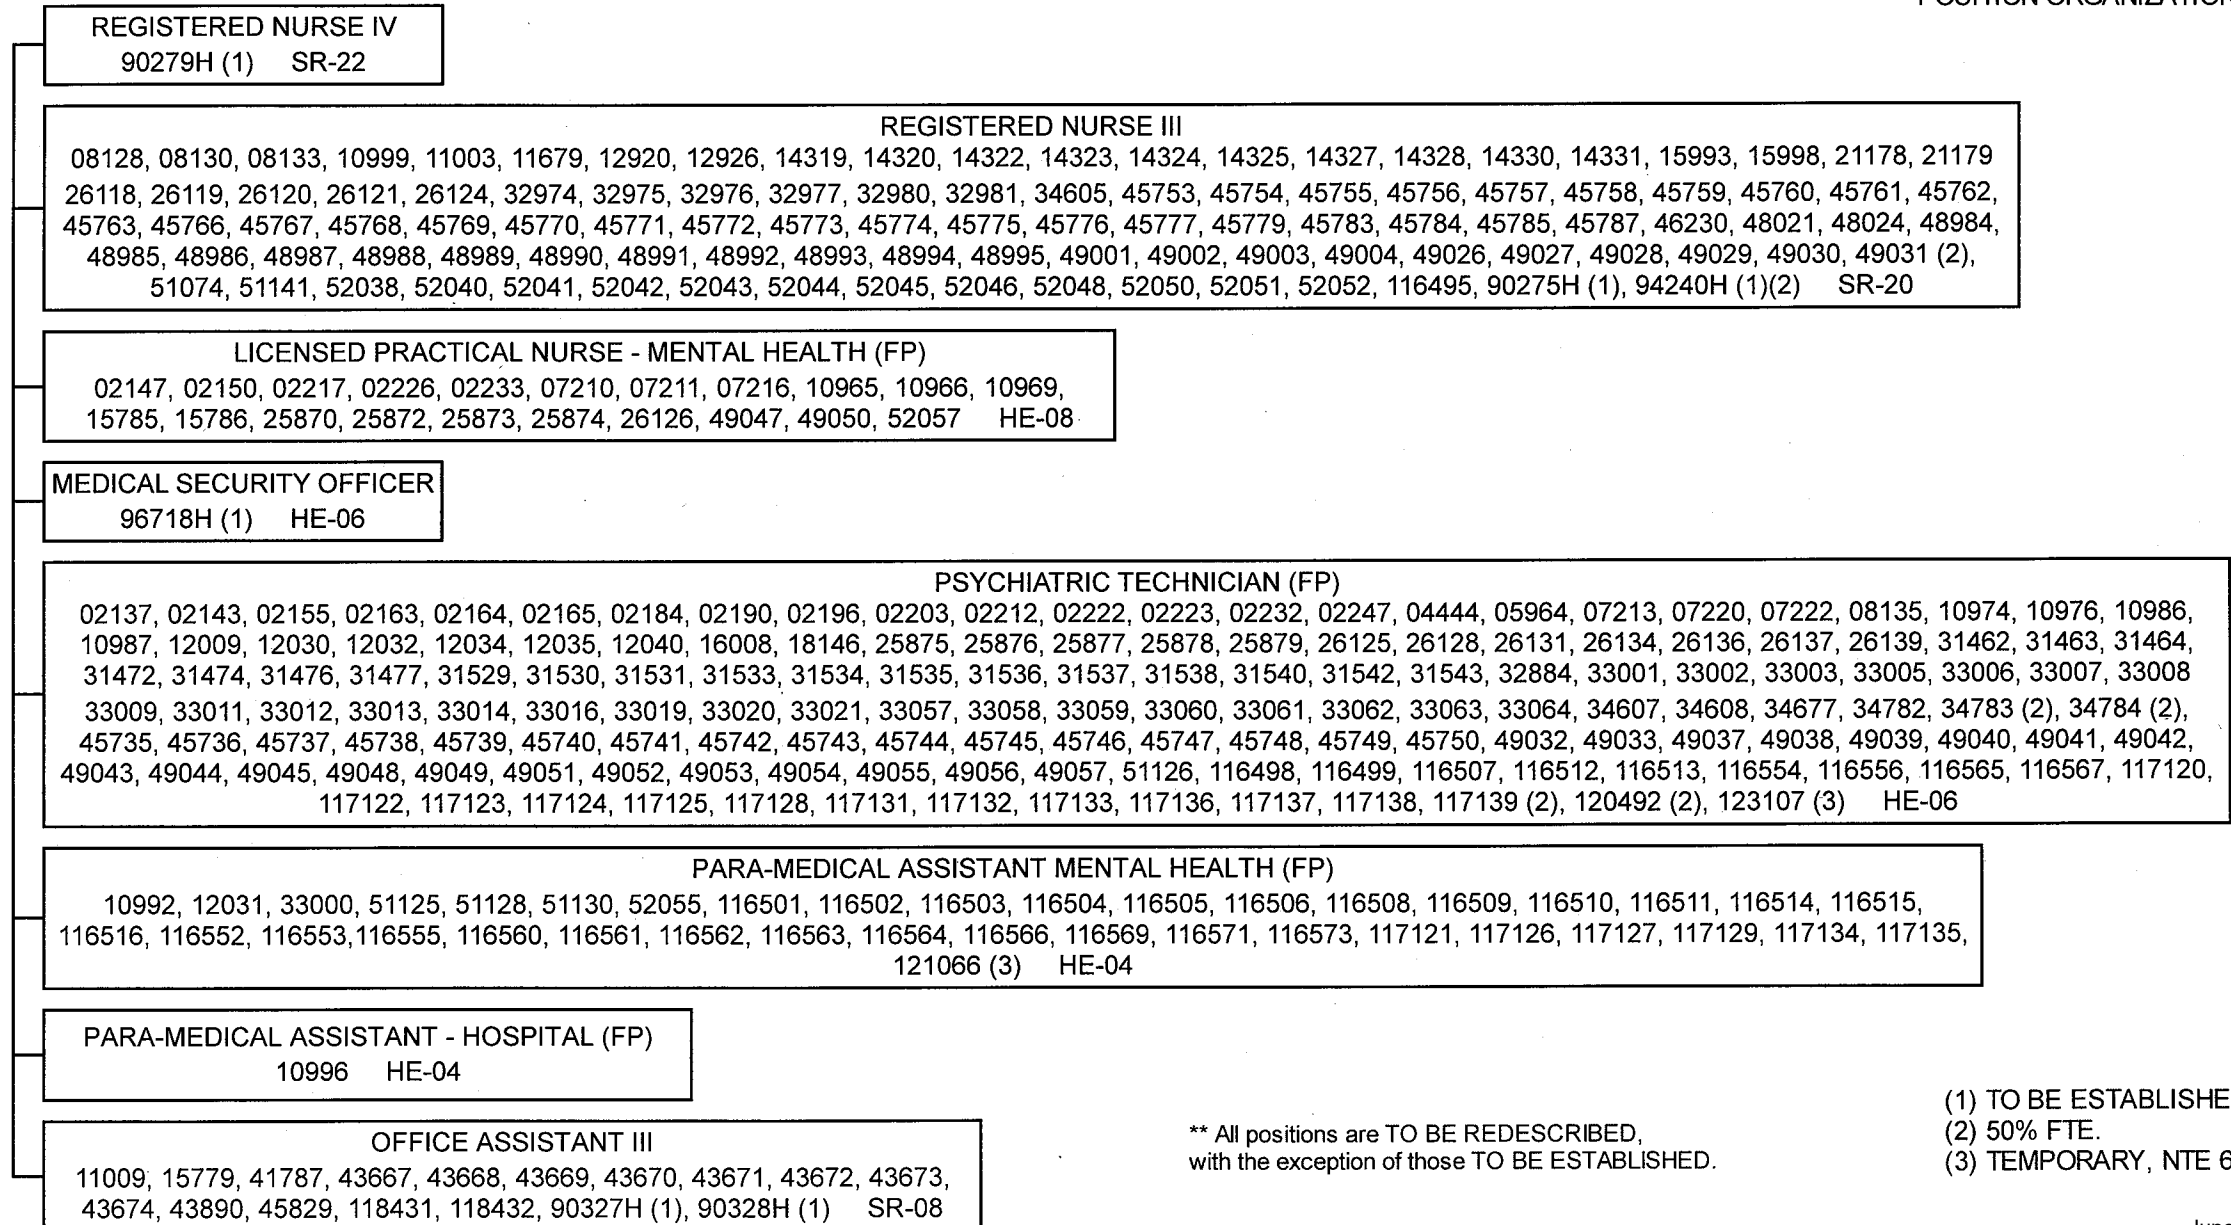 REGISTERED NURSE IV
90279H (1) SR-22
REGISTERED NURSE III
08128, 08130, 08133, 10999, 11003, 11679, 12920, 12926, 14319, 14320, 14322, 14323, 14324, 14325, 14327, 14328, 14330, 14331, 15993, 15998, 21178, 21179
26118, 26119, 26120, 26121, 26124, 32974, 32975, 32976, 32977, 32980, 32981, 34605, 45753, 45754, 45755, 45756, 45757, 45758, 45759, 45760, 45761, 45762,
45763, 45766, 45767, 45768, 45769, 45770, 45771, 45772, 45773, 45774, 45775, 45776, 45777, 45779, 45783, 45784, 45785, 45787, 46230, 48021, 48024, 48984,
48985, 48986, 48987, 48988, 48989, 48990, 48991, 48992, 48993, 48994, 48995, 49001, 49002, 49003, 49004, 49026, 49027, 49028, 49029, 49030, 49031 (2),
51074, 51141, 52038, 52040, 52041, 52042, 52043, 52044, 52045, 52046, 52048, 52050, 52051, 52052, 116495, 90275H (1), 94240H (1)(2) SR-20
LICENSED PRACTICAL NURSE - MENTAL HEALTH (FP)
02147, 02150, 02217, 02226, 02233, 07210, 07211, 07216, 10965, 10966, 10969,
15785, 15786, 25870, 25872, 25873, 25874, 26126, 49047, 49050, 52057 HE-08
MEDICAL SECURITY OFFICER
96718H (1) HE-06
PSYCHIATRIC TECHNICIAN (FP)
02137, 02143, 02155, 02163, 02164, 02165, 02184, 02190, 02196, 02203, 02212, 02222, 02223, 02232, 02247, 04444, 05964, 07213, 07220, 07222, 08135, 10974, 10976, 10986,
10987, 12009, 12030, 12032, 12034, 12035, 12040, 16008, 18146, 25875, 25876, 25877, 25878, 25879, 26125, 26128, 26131, 26134, 26136, 26137, 26139, 31462, 31463, 31464,
31472, 31474, 31476, 31477, 31529, 31530, 31531, 31533, 31534, 31535, 31536, 31537, 31538, 31540, 31542, 31543, 32884, 33001, 33002, 33003, 33005, 33006, 33007, 33008
33009, 33011, 33012, 33013, 33014, 33016, 33019, 33020, 33021, 33057, 33058, 33059, 33060, 33061, 33062, 33063, 33064, 34607, 34608, 34677, 34782, 34783 (2), 34784 (2),
45735, 45736, 45737, 45738, 45739, 45740, 45741, 45742, 45743, 45744, 45745, 45746, 45747, 45748, 45749, 45750, 49032, 49033, 49037, 49038, 49039, 49040, 49041, 49042,
49043, 49044, 49045, 49048, 49049, 49051, 49052, 49053, 49054, 49055, 49056, 49057, 51126, 116498, 116499, 116507, 116512, 116513, 116554, 116556, 116565, 116567, 117120,
117122, 117123, 117124, 117125, 117128, 117131, 117132, 117133, 117136, 117137, 117138, 117139 (2), 120492 (2), 123107 (3) HE-06
PARA-MEDICAL ASSISTANT MENTAL HEALTH (FP)
10992, 12031, 33000, 51125, 51128, 51130, 52055, 116501, 116502, 116503, 116504, 116505, 116506, 116508, 116509, 116510, 116511, 116514, 116515,
116516, 116552, 116553,116555, 116560, 116561, 116562, 116563, 116564, 116566, 116569, 116571, 116573, 117121, 117126, 117127, 117129, 117134, 117135,
121066 (3) HE-04
PARA-MEDICAL ASSISTANT - HOSPITAL (FP)
10996 HE-04
OFFICE ASSISTANT III
11009, 15779, 41787, 43667, 43668, 43669, 43670, 43671, 43672, 43673,
43674, 43890, 45829, 118431, 118432, 90327H (1), 90328H (1) SR-08
** All positions are TO BE REDESCRIBED,
with the exception of those TO BE ESTABLISHED.
(1) TO BE ESTABLISHE
(2) 50% FTE.
(3) TEMPORARY, NTE 6